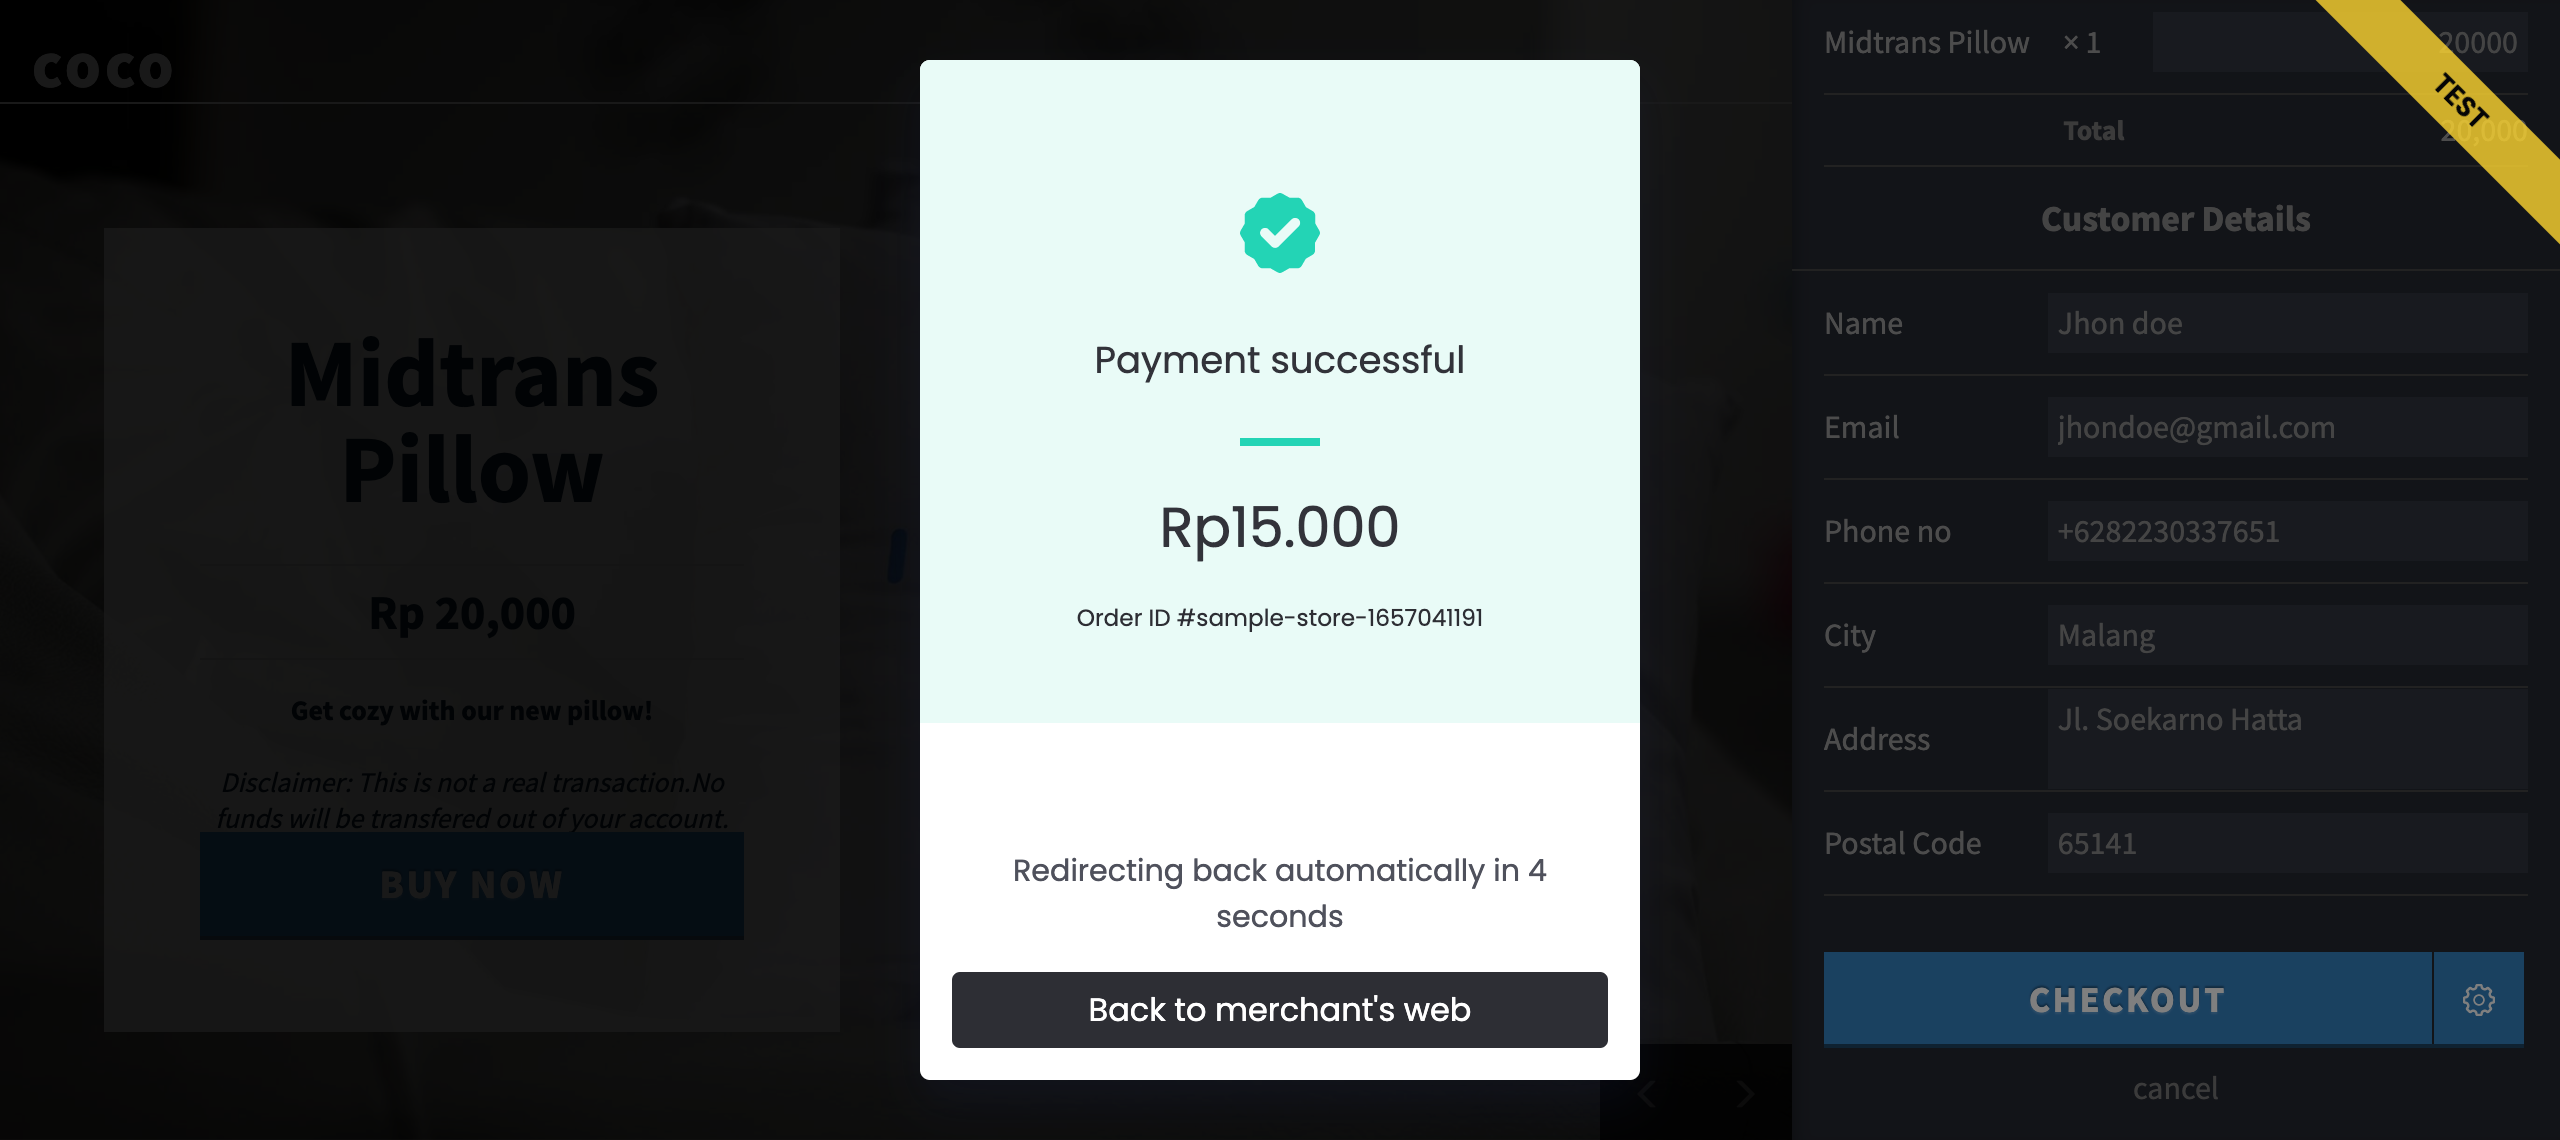 COCO
Midtrans
Pillow
Rp 20,000
Get cozy with our new pillow!
Disclaimer: This is not a real transaction.No
funds will be transfered out of your account.
BUY NOW
Payment successful
Rp15.000
Order ID #sample-store-1657041191
Redirecting back automatically in 4
seconds
Back to merchant's web
Midtrans Pillow × 1 20000
Total 20,000
TEST
Customer Details
Name Jhon doe
Email jhondoe@gmail.com
Phone no +6282230337651
City Malang
Address Jl. Soekarno Hatta
Postal Code 65141
CHECKOUT
cancel